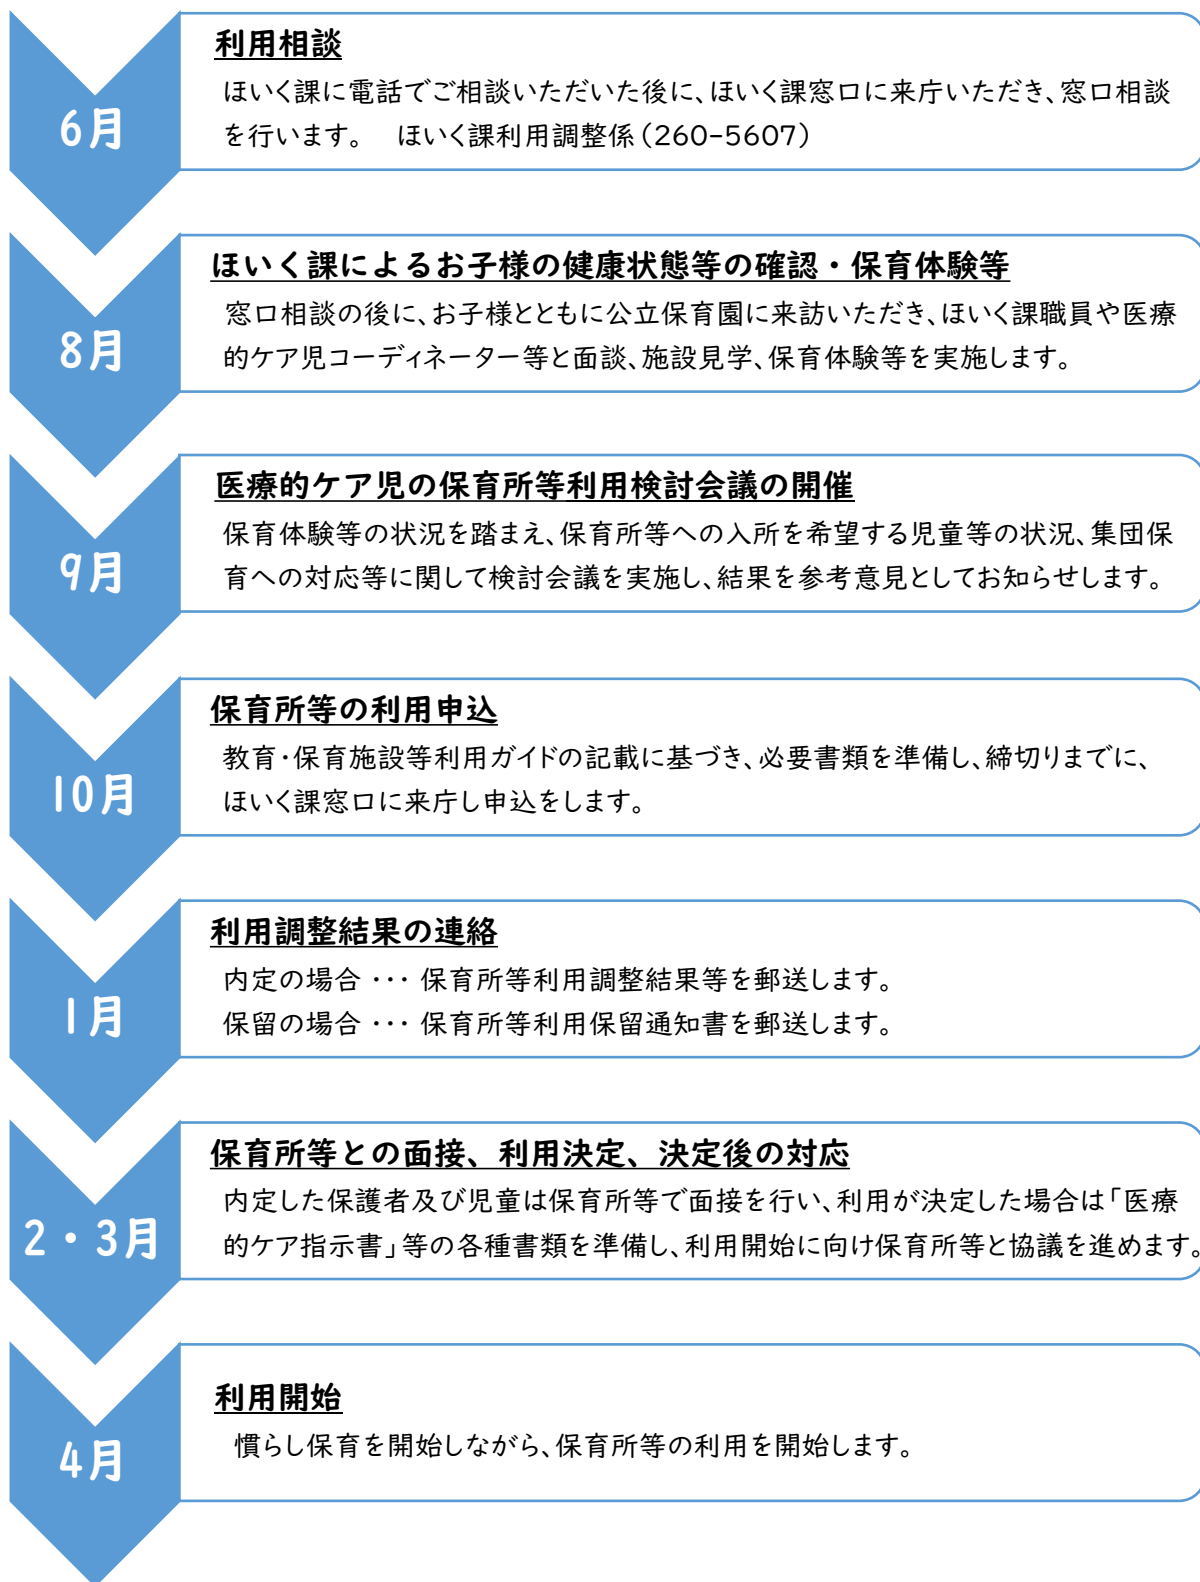 6月
利用相談
ほいく課に電話でご相談いただいた後に、ほいく課窓口に来庁いただき、窓口相談
を行います。　ほいく課利用調整係（260-5607）
8月
ほいく課によるお子様の健康状態等の確認・保育体験等
窓口相談の後に、お子様とともに公立保育園に来訪いただき、ほいく課職員や医療
的ケア児コーディネーター等と面談、施設見学、保育体験等を実施します。
9月
医療的ケア児の保育所等利用検討会議の開催
保育体験等の状況を踏まえ、保育所等への入所を希望する児童等の状況、集団保
育への対応等に関して検討会議を実施し、結果を参考意見としてお知らせします。
10月
保育所等の利用申込
教育・保育施設等利用ガイドの記載に基づき、必要書類を準備し、締切りまでに、
ほいく課窓口に来庁し申込をします。
1月
利用調整結果の連絡
内定の場合 ・・・ 保育所等利用調整結果等を郵送します。
保留の場合 ・・・ 保育所等利用保留通知書を郵送します。
2・3月
保育所等との面接、利用決定、決定後の対応
内定した保護者及び児童は保育所等で面接を行い、利用が決定した場合は「医療
的ケア指示書」等の各種書類を準備し、利用開始に向け保育所等と協議を進めます。
4月
利用開始
慣らし保育を開始しながら、保育所等の利用を開始します。